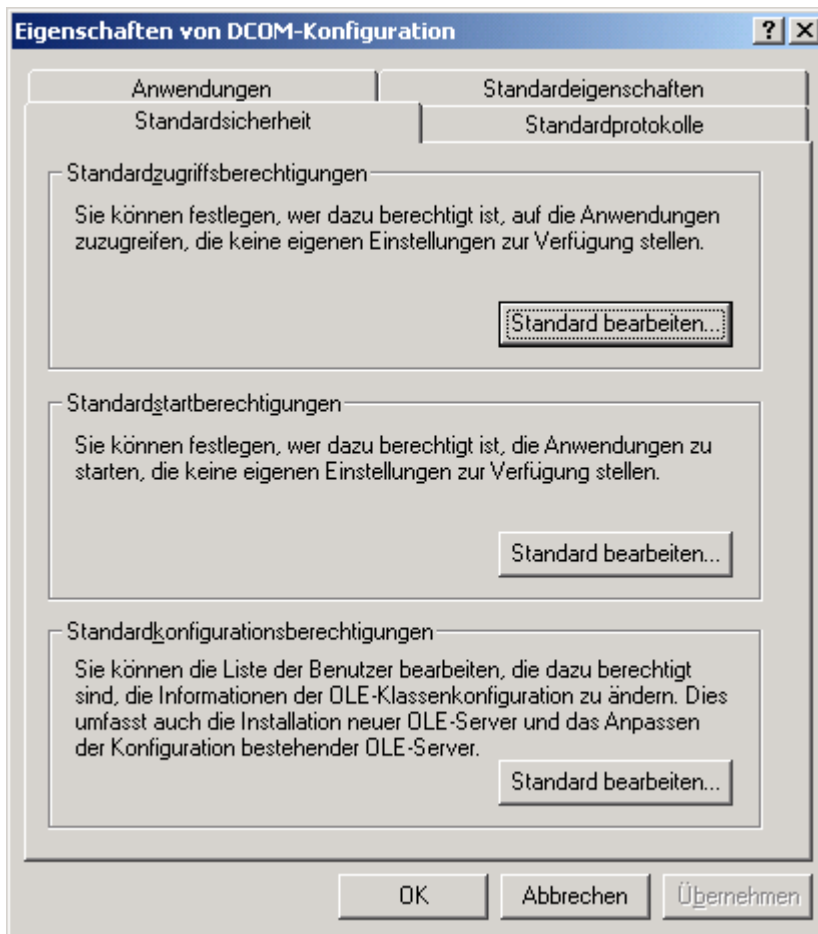 Eigenschaften von DCOM-Konfiguration
Anwendungen
Standardeigenschaften
Standardsicherheit
Standardprotokolle
Standardzugriffsberechtigungen
Sie können festlegen, wer dazu berechtigt ist, auf die Anwendungen
zuzugreifen, die keine eigenen Einstellungen zur Verfügung stellen.
Standard bearbeiten...
Standardstartberechtigungen
Sie können festlegen, wer dazu berechtigt ist, die Anwendungen zu
starten, die keine eigenen Einstellungen zur Verfügung stellen.
Standard bearbeiten...
Standardkonfigurationsberechtigungen
Sie können die Liste der Benutzer bearbeiten, die dazu berechtigt
sind, die Informationen der OLE-Klassenkonfiguration zu ändern. Dies
umfasst auch die Installation neuer OLE-Server und das Anpassen
der Konfiguration bestehender OLE-Server.
Standard bearbeiten...
OK
Abbrechen
Übernehmen